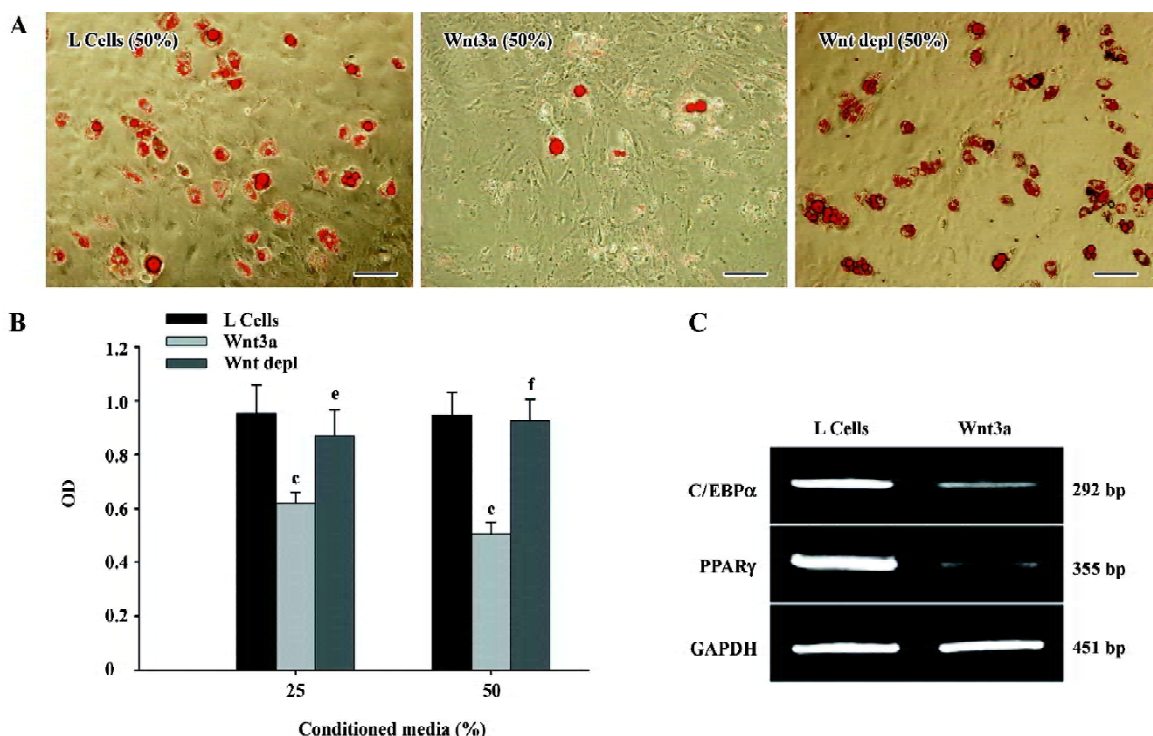 A
L Cells (50%)
Wnt3a (50%)
Wnt depl (50%)
B
L Cells
Wnt3a
Wnt depl
1.2
1.0
0.8
0.6
0.4
0.2
0
OD
c
e
e
f
25
50
Conditioned media (%)
C
L Cells
Wnt3a
C/EBPα
292 bp
PPARγ
355 bp
GAPDH
451 bp